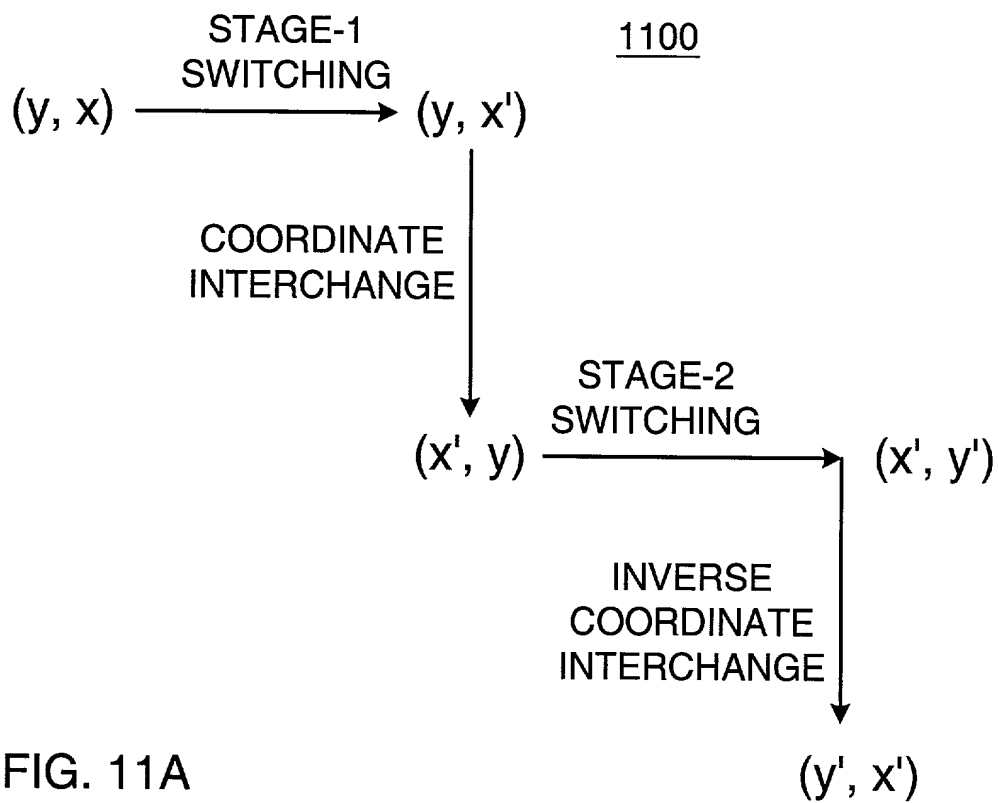 STAGE-1
SWITCHING
1100
(y, x)
(y, x')
COORDINATE
INTERCHANGE
STAGE-2
SWITCHING
(x', y)
(x', y')
INVERSE
COORDINATE
INTERCHANGE
FIG. 11A
(y', x')